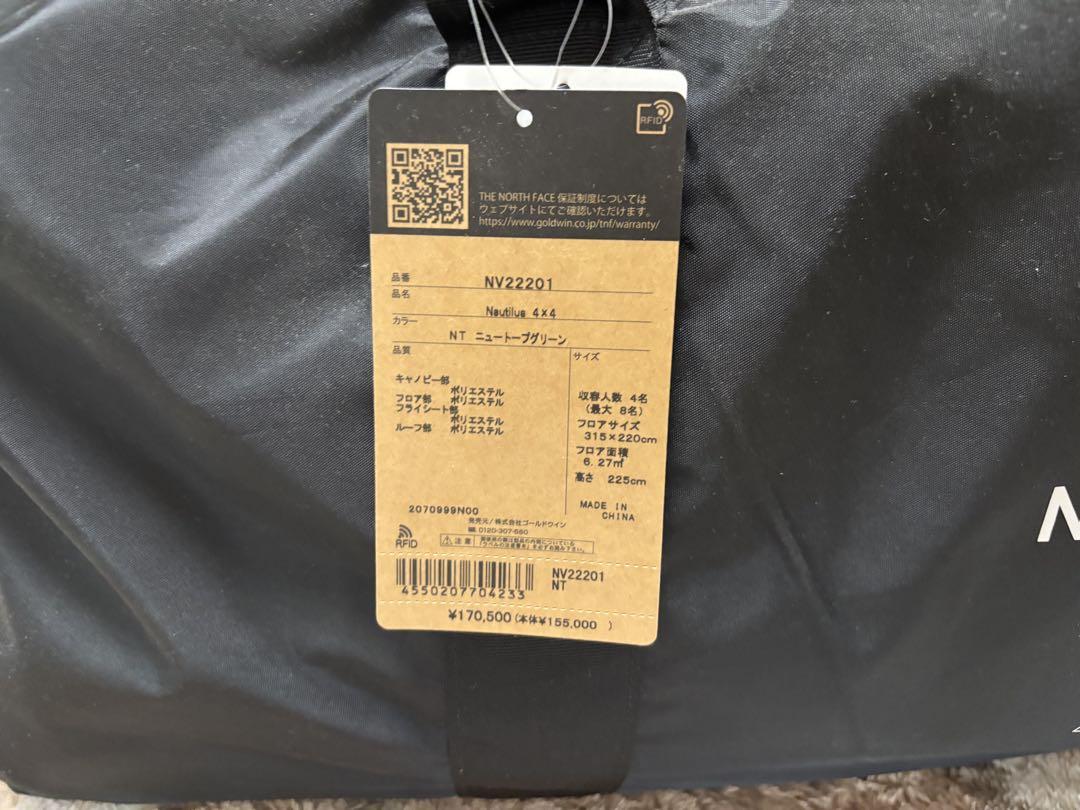 RFID
THE NORTH FACE 保証制度については
ウェブサイトにてご確認いただけます。
https://www.goldwin.co.jp/tnf/warranty/
品番 NV22201
品名 Nautilus 4×4
カラー NT ニュートープグリーン
品質
キャノピー部 ポリエステル
フロア部 ポリエステル
フライシート部 ポリエステル
ルーフ部 ポリエステル
サイズ
収容人数 4名
(最大 8名)
フロアサイズ
315×220cm
フロア面積
6.27㎡
高さ 225cm
MADE IN
CHINA
2070999N00
発売元/株式会社ゴールドウイン
0120-307-560
RFID
注意
NV22201
NT
4550207704233
¥170,500(本体¥155,000 )
N